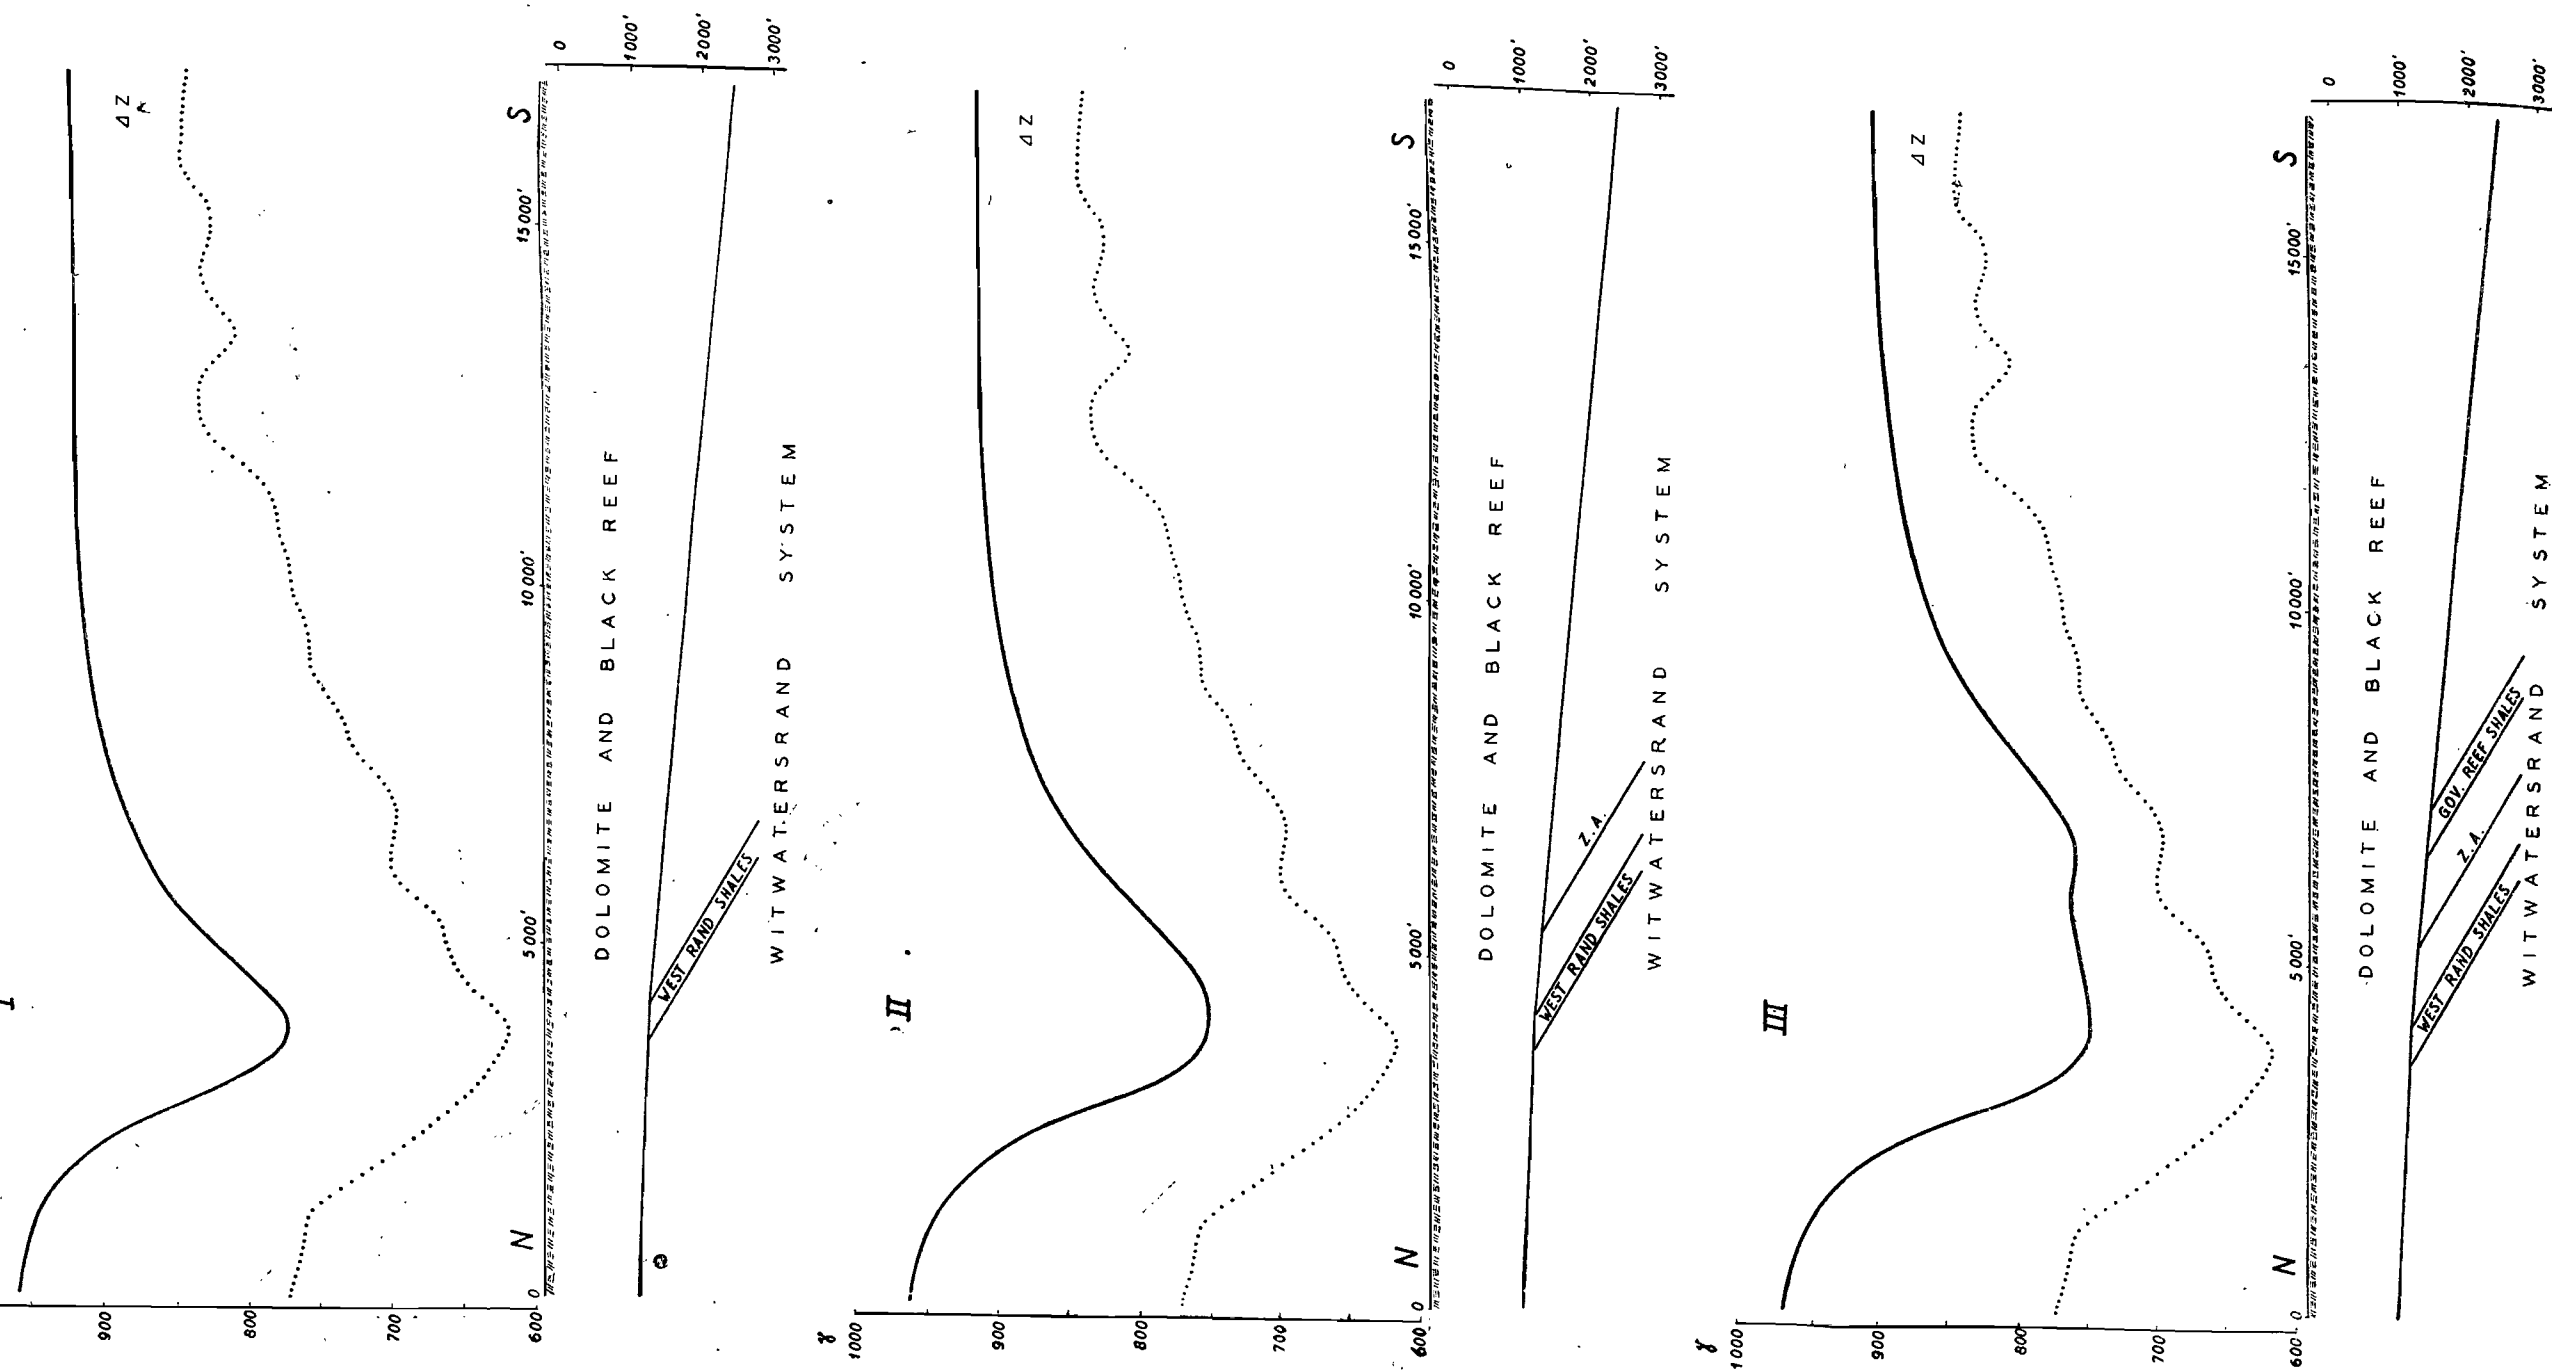 I
900
800
700
600
Δ Z
N
S
0
5000'
10000'
15000'
0
1000'
2000'
3000'
DOLOMITE AND BLACK REEF
WEST RAND SHALES
WITWATERSRAND SYSTEM
II
γ
1000
900
800
700
600
Δ Z
N
S
0
5000'
10000'
15000'
0
1000'
2000'
3000'
DOLOMITE AND BLACK REEF
WEST RAND SHALES
Z.A.
WITWATERSRAND SYSTEM
III
γ
1000
900
800
700
600
Δ Z
N
S
0
5000'
10000'
15000'
0
1000'
2000'
3000'
DOLOMITE AND BLACK REEF
WEST RAND SHALES
Z.A.
GOV. REEF SHALES
WITWATERSRAND SYSTEM